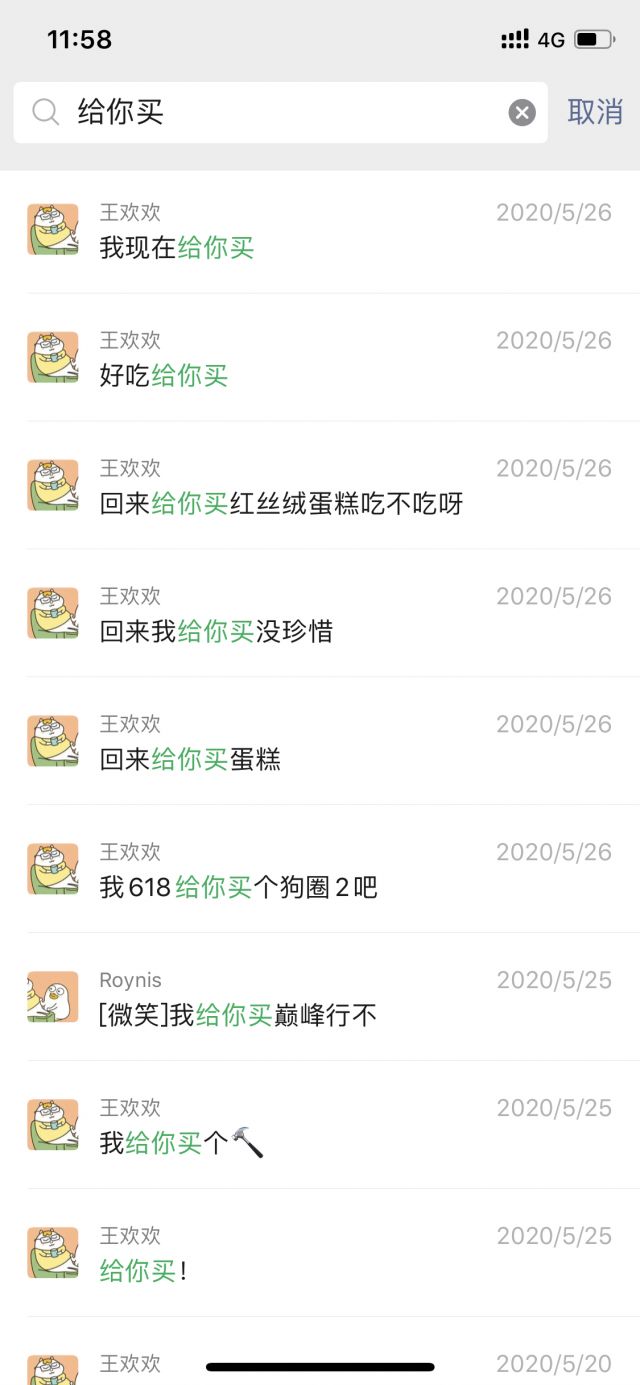 11:58
4G
给你买
取消
王欢欢
2020/5/26
我现在给你买
王欢欢
2020/5/26
好吃给你买
王欢欢
2020/5/26
回来给你买红丝绒蛋糕吃不吃呀
王欢欢
2020/5/26
回来我给你买没珍惜
王欢欢
2020/5/26
回来给你买蛋糕
王欢欢
2020/5/26
我618给你买个狗圈2吧
Roynis
2020/5/25
[微笑]我给你买巅峰行不
王欢欢
2020/5/25
我给你买个🔨
王欢欢
2020/5/25
给你买！
王欢欢
2020/5/20